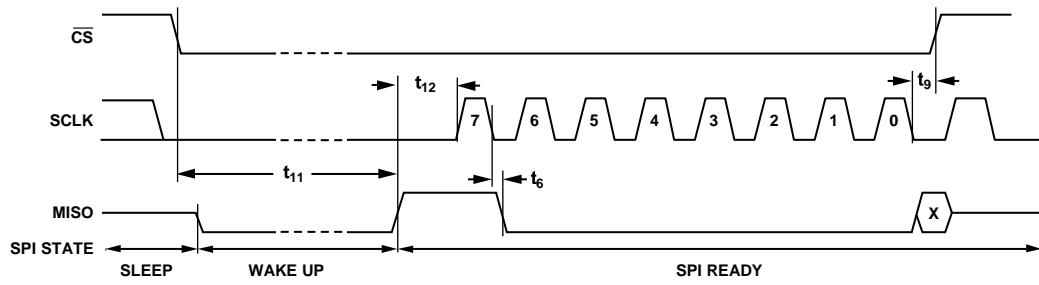 CS
t9
t12
SCLK
7 6 5 4 3 2 1 0
t11
t6
MISO
X
SPI STATE
SLEEP WAKE UP SPI READY